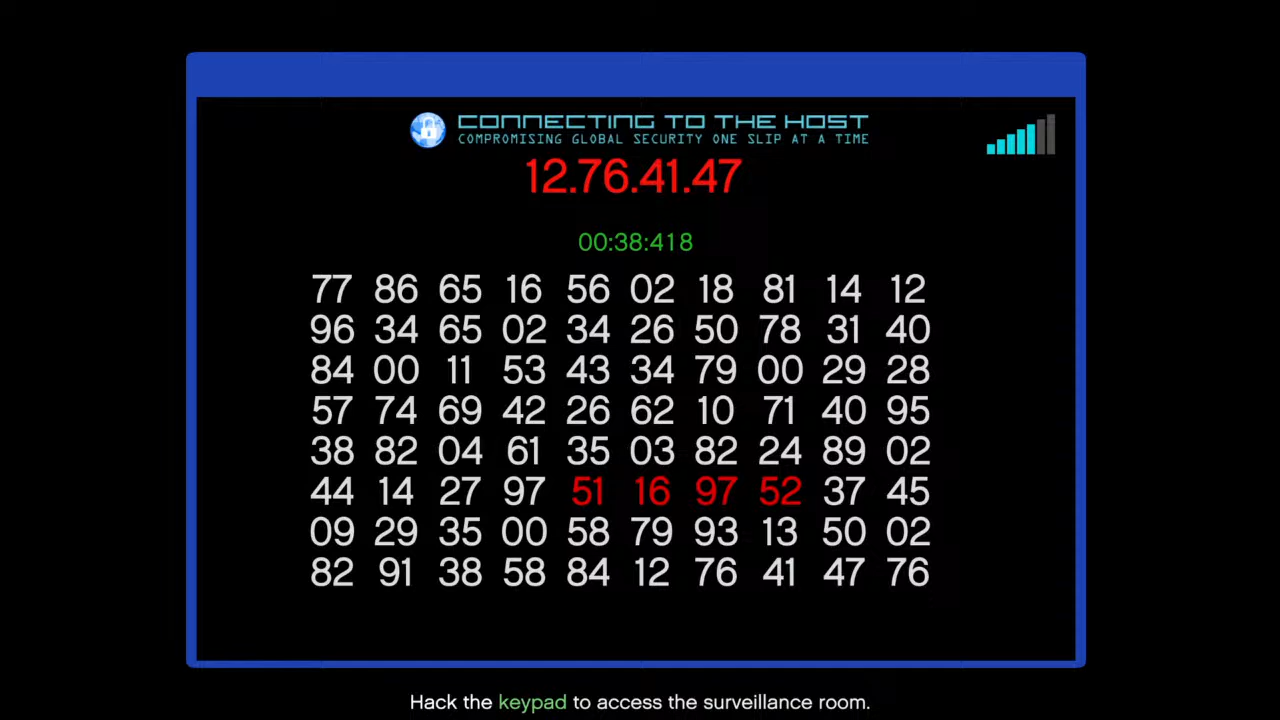 CONNECTING TO THE HOST
COMPROMISING GLOBAL SECURITY ONE SLIP AT A TIME
12.76.41.47
00:38:418
77 86 65 16 56 02 18 81 14 12
96 34 65 02 34 26 50 78 31 40
84 00 11 53 43 34 79 00 29 28
57 74 69 42 26 62 10 71 40 95
38 82 04 61 35 03 82 24 89 02
44 14 27 97 51 16 97 52 37 45
09 29 35 00 58 79 93 13 50 02
82 91 38 58 84 12 76 41 47 76
Hack the keypad to access the surveillance room.